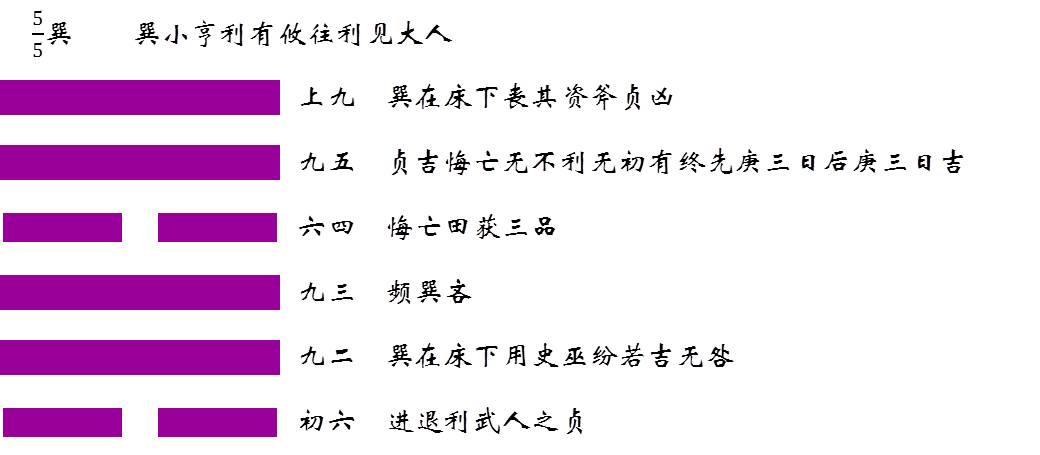 5/5巽 巽小亨利有攸往利见大人
上九 巽在床下丧其资斧贞凶
九五 贞吉悔亡无不利无初有终先庚三日后庚三日吉
六四 悔亡田获三品
九三 频巽吝
九二 巽在床下用史巫纷若吉无咎
初六 进退利武人之贞